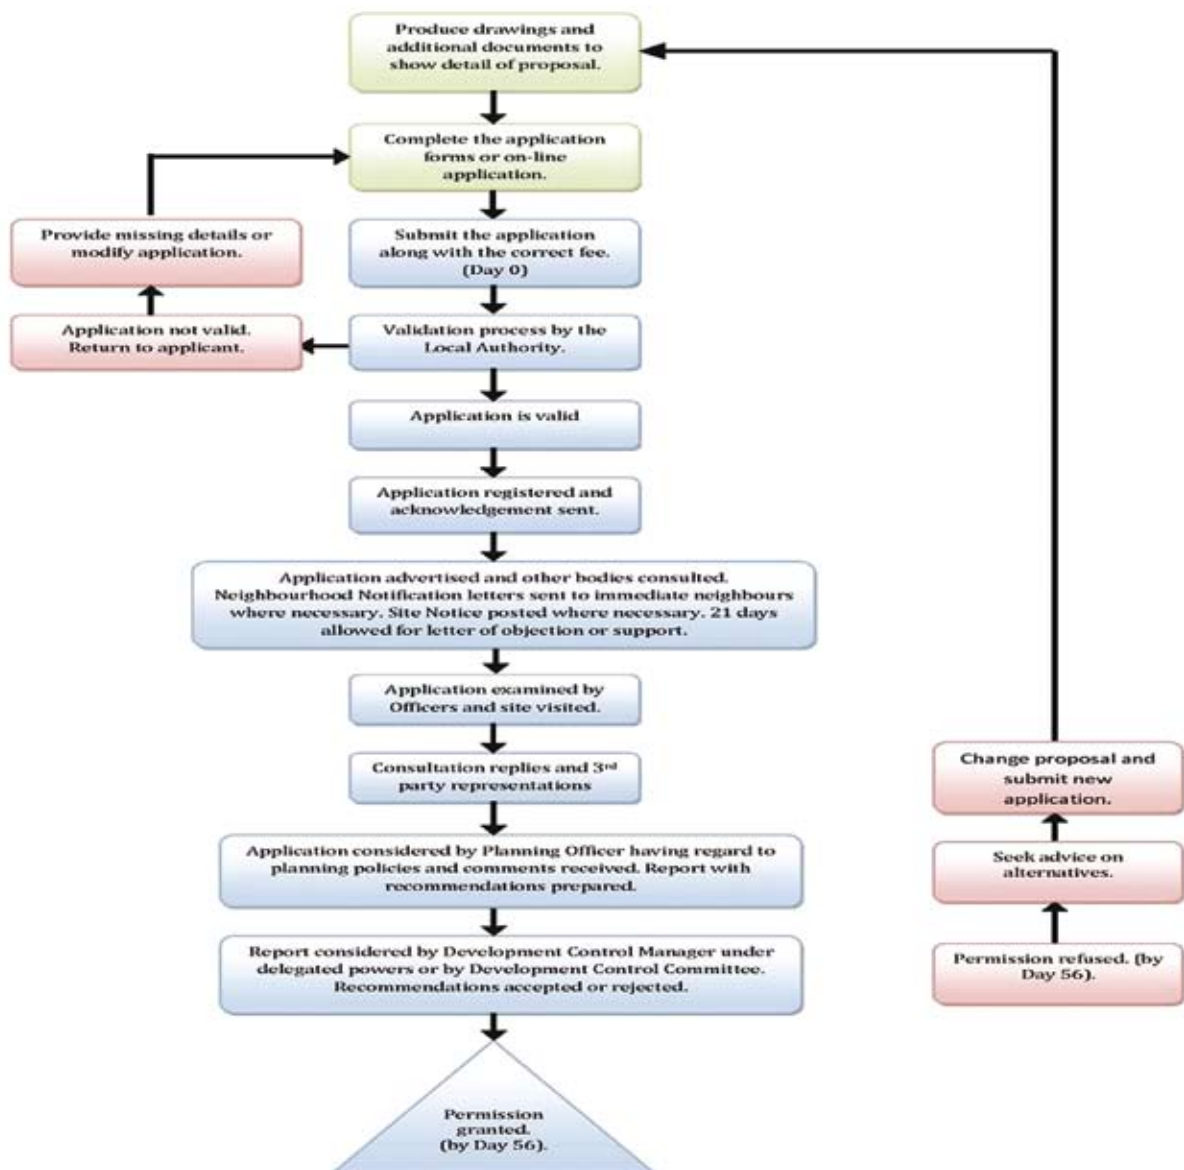 Produce drawings and
additional documents to
show detail of proposal.
Complete the application
forms or on-line
application.
Provide missing details or
modify application.
Submit the application
along with the correct fee.
(Day 0)
Application not valid.
Return to applicant.
Validation process by the
Local Authority.
Application is valid
Application registered and
acknowledgement sent.
Application advertised and other bodies consulted.
Neighbourhood Notification letters sent to immediate neighbours
where necessary. Site Notice posted where necessary. 21 days
allowed for letter of objection or support.
Application examined by
Officers and site visited.
Consultation replies and 3rd
party representations
Change proposal and
submit new
application.
Application considered by Planning Officer having regard to
planning policies and comments received. Report with
recommendations prepared.
Seek advice on
alternatives.
Report considered by Development Control Manager under
delegated powers or by Development Control Committee.
Recommendations accepted or rejected.
Permission refused. (by
Day 56).
Permission
granted.
(by Day 56).